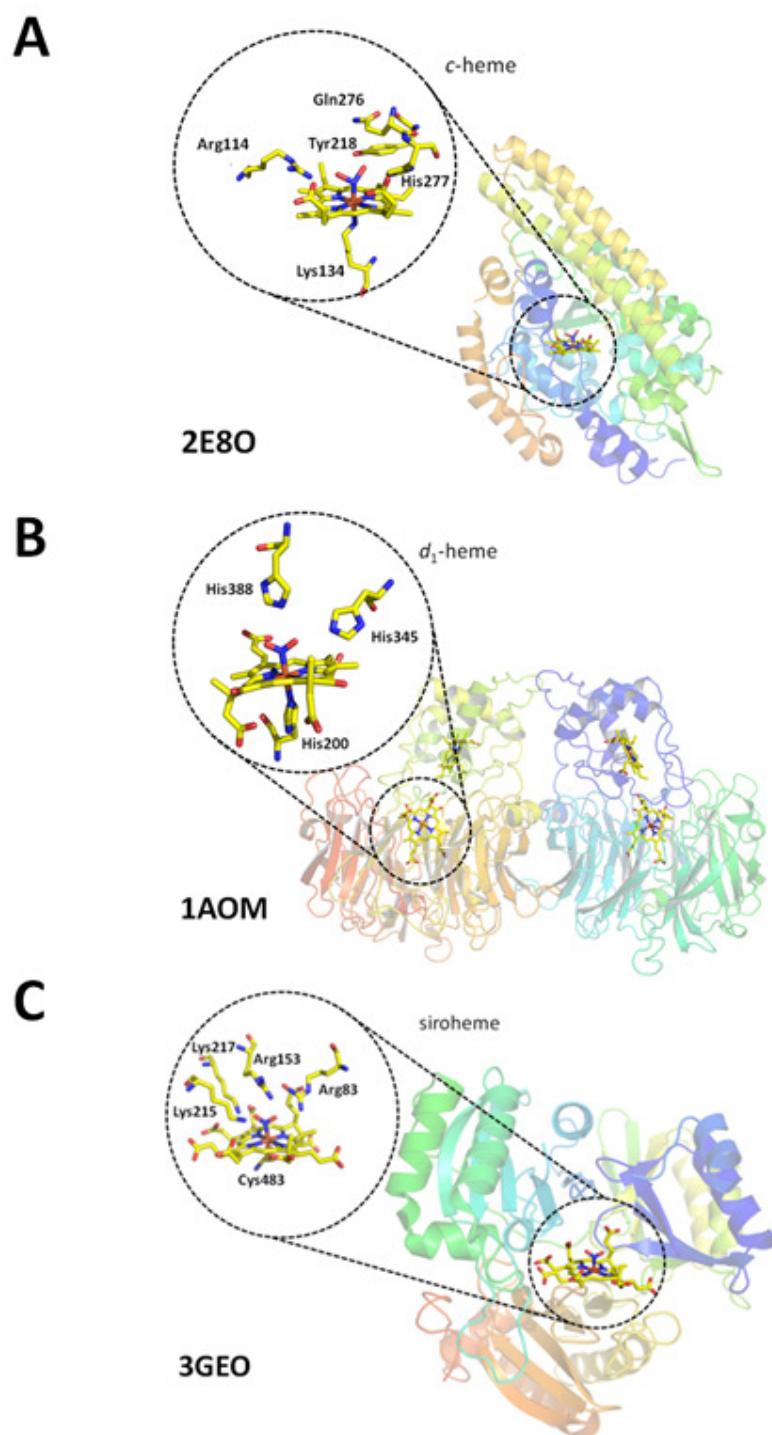 A
c-heme
Gln276
Arg114
Tyr218
His277
Lys134
2E8O
B
d₁-heme
His388
His345
His200
1AOM
C
siroheme
Lys217
Arg153
Arg83
Lys215
Cys483
3GEO